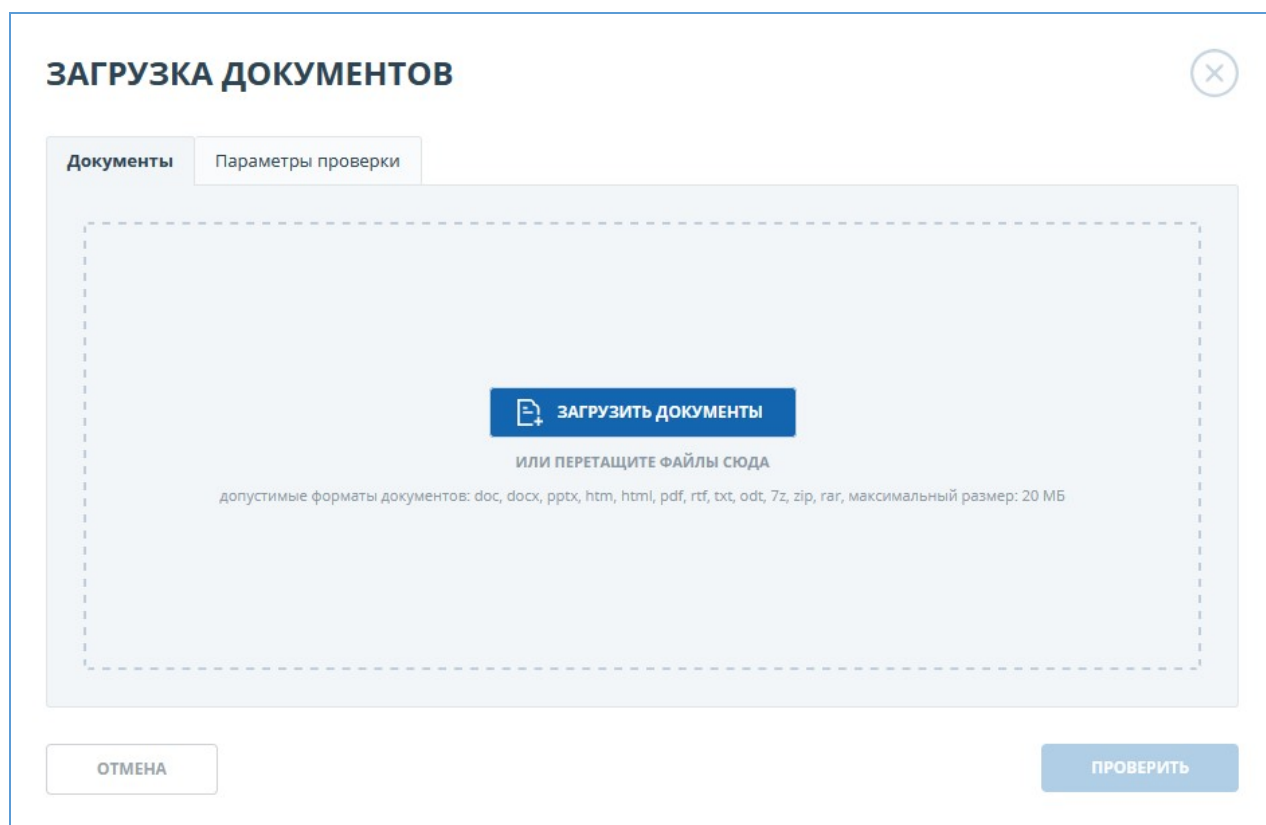 ЗАГРУЗКА ДОКУМЕНТОВ
Документы
Параметры проверки
ЗАГРУЗИТЬ ДОКУМЕНТЫ
ИЛИ ПЕРЕТАЩИТЕ ФАЙЛЫ СЮДА
допустимые форматы документов: doc, docx, pptx, htm, html, pdf, rtf, txt, odt, 7z, zip, rar, максимальный размер: 20 МБ
ОТМЕНА
ПРОВЕРИТЬ